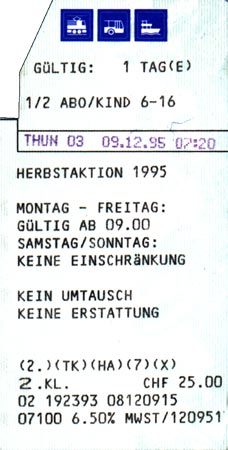 GÜLTIG: 1 TAG(E)
1/2 ABO/KIND 6-16
THUN 03 09.12.95 07:20
HERBSTAKTION 1995
MONTAG - FREITAG:
GÜLTIG AB 09.00
SAMSTAG/SONNTAG:
KEINE EINSCHRÄNKUNG
KEIN UMTAUSCH
KEINE ERSTATTUNG
(2.)(TK)(HA)(7)(X)
2.KL. CHF 25.00
02 192393 08120915
07100 6.50% MWST/120951